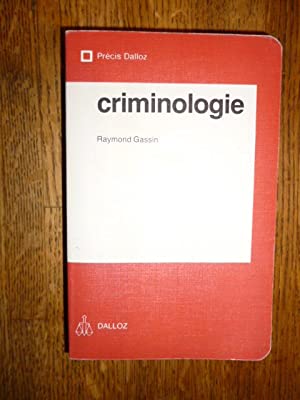 Précis Dalloz
criminologie
Raymond Gassin
DALLOZ